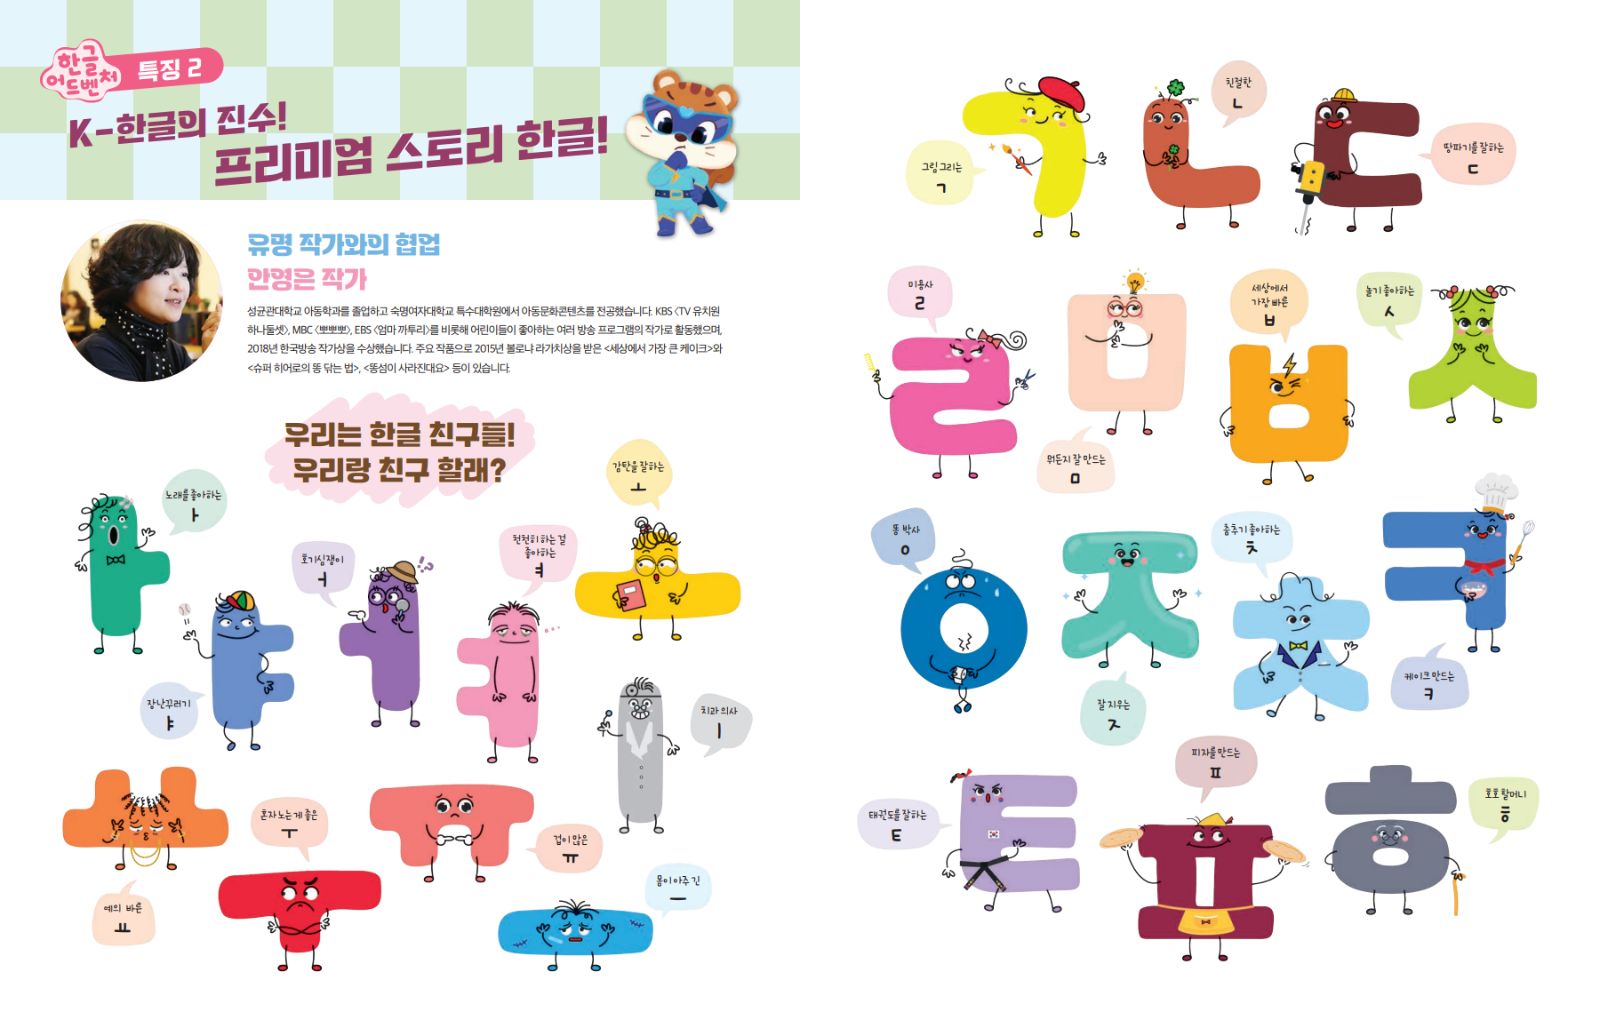 한글
어드벤처
특징 2
K-한글의 진수!
프리미엄 스토리 한글!
유명 작가와의 협업
안영은 작가
성균관대학교 아동학과를 졸업하고 숙명여자대학교 특수대학원에서 아동문화콘텐츠를 전공했습니다. KBS <TV 유치원
하나둘셋>, MBC <뽀뽀뽀>, EBS <엄마 까투리>를 비롯해 어린이들이 좋아하는 여러 방송 프로그램의 작가로 활동했으며,
2018년 한국방송 작가상을 수상했습니다. 주요 작품으로 2015년 볼로냐 라가치상을 받은 <세상에서 가장 큰 케이크>와
<슈퍼 히어로의 똥 닦는 법>, <똥섬이 사라진대요> 등이 있습니다.
우리는 한글 친구들!
우리랑 친구 할래?
노래를 좋아하는
ㅏ
장난꾸러기
ㅑ
호기심쟁이
ㅓ
천천히 하는 걸
좋아하는
ㅕ
감탄을 잘하는
ㅗ
치과 의사
ㅣ
예의 바른
ㅛ
혼자 노는 게 좋은
ㅜ
겁이 많은
ㅠ
몸이 아주 긴
ㅡ
그림 그리는
ㄱ
친절한
ㄴ
땅파기를 잘하는
ㄷ
미용사
ㄹ
뭐든지 잘 만드는
ㅁ
세상에서
가장 빠른
ㅂ
놀기 좋아하는
ㅅ
똥 박사
ㅇ
잘 지우는
ㅈ
춤추기 좋아하는
ㅊ
케이크 만드는
ㅋ
태권도를 잘하는
ㅌ
피자를 만드는
ㅍ
호호 할머니
ㅎ